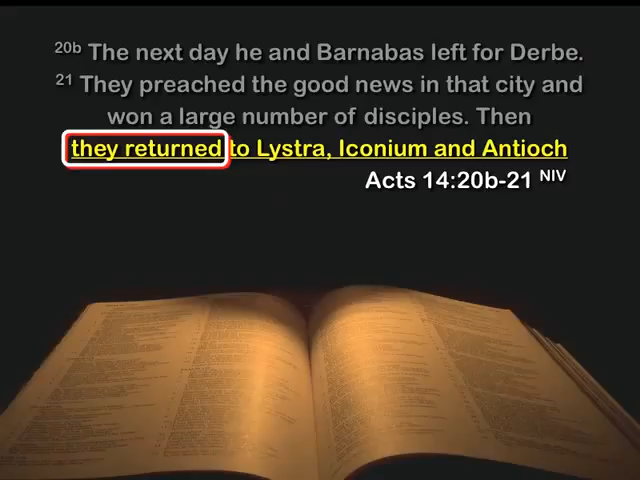 20b The next day he and Barnabas left for Derbe.
21 They preached the good news in that city and
won a large number of disciples. Then
they returned to Lystra, Iconium and Antioch
Acts 14:20b-21 NIV